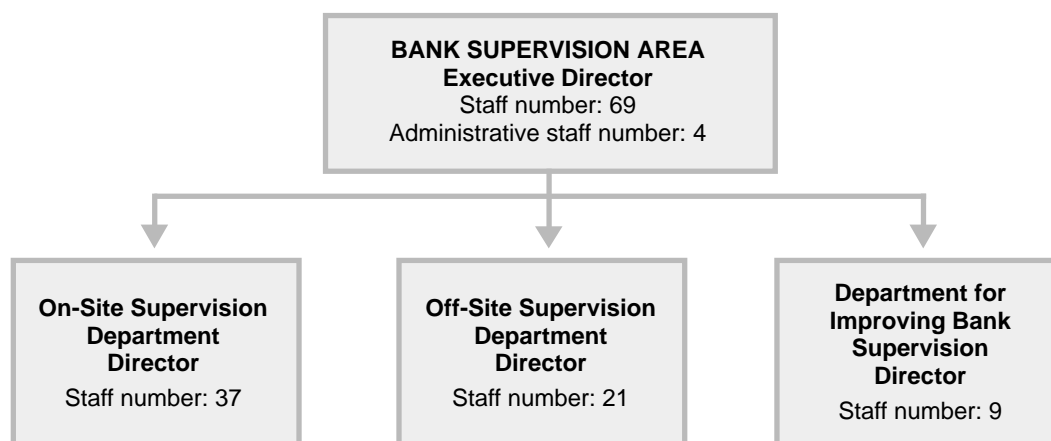 BANK SUPERVISION AREA
Executive Director
Staff number: 69
Administrative staff number: 4
On-Site Supervision
Department
Director
Staff number: 37
Off-Site Supervision
Department
Director
Staff number: 21
Department for
Improving Bank
Supervision
Director
Staff number: 9